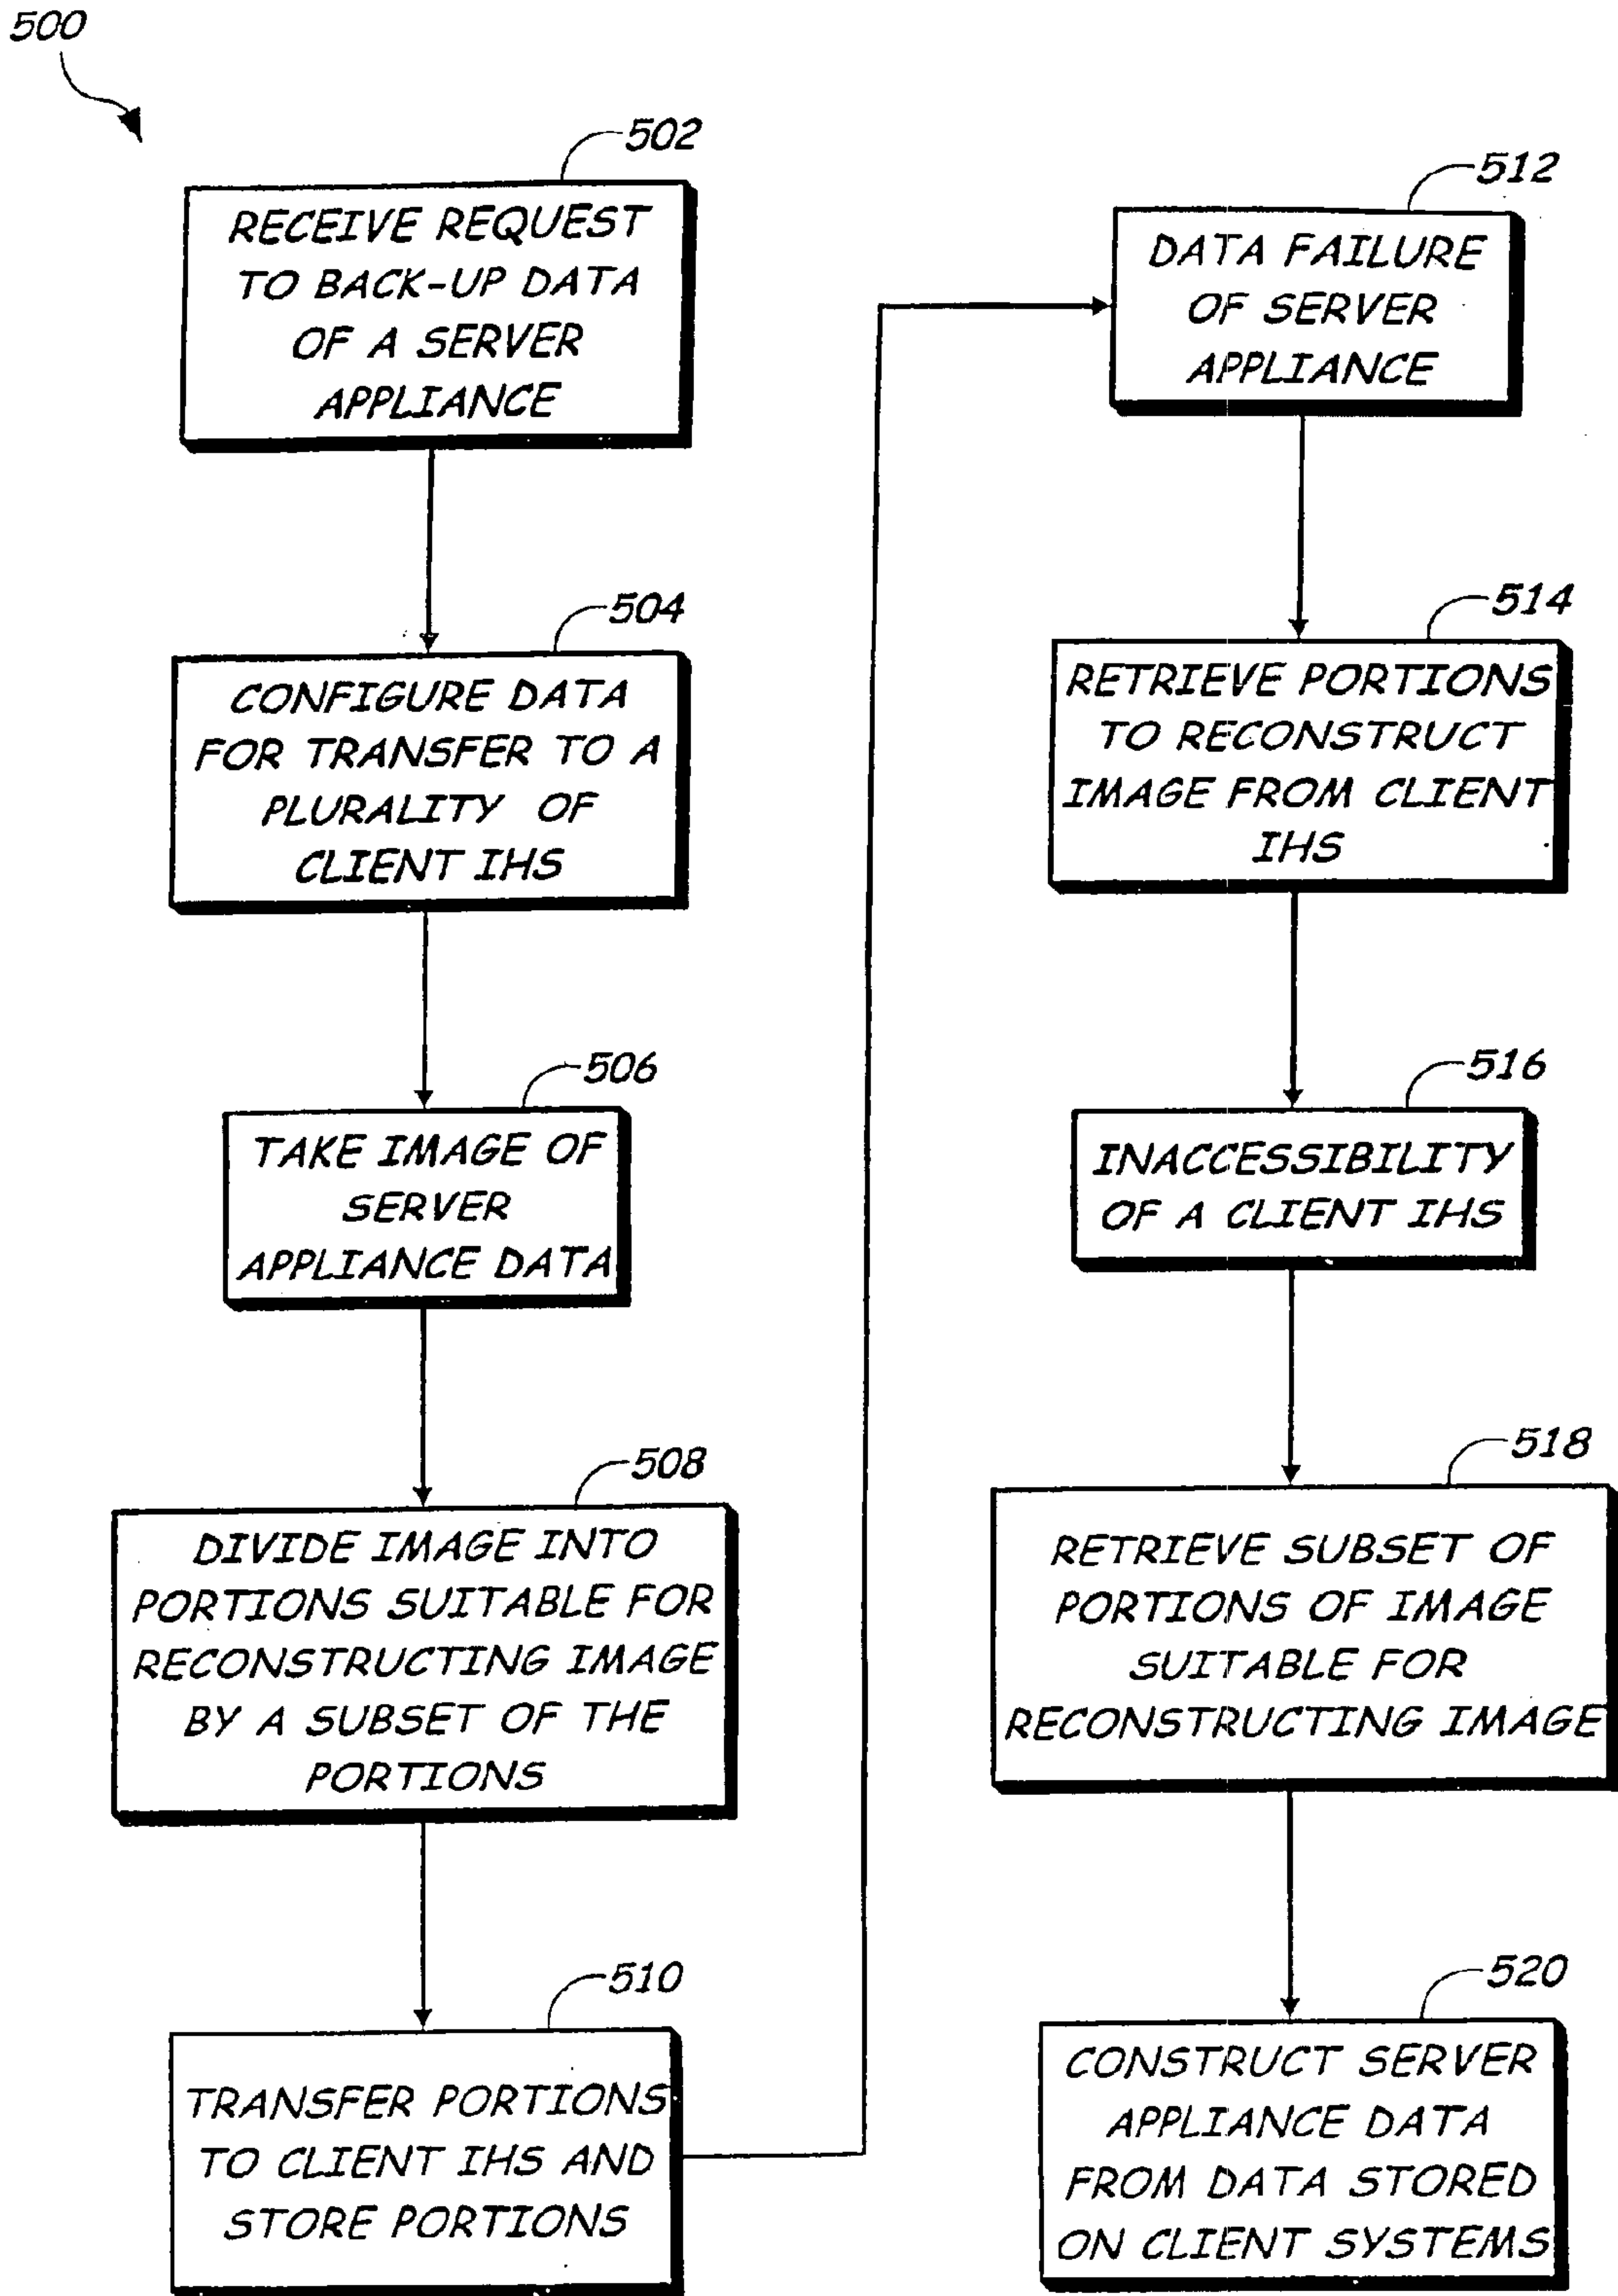 500
502
RECEIVE REQUEST
TO BACK-UP DATA
OF A SERVER
APPLIANCE
504
CONFIGURE DATA
FOR TRANSFER TO A
PLURALITY OF
CLIENT IHS
506
TAKE IMAGE OF
SERVER
APPLIANCE DATA
508
DIVIDE IMAGE INTO
PORTIONS SUITABLE FOR
RECONSTRUCTING IMAGE
BY A SUBSET OF THE
PORTIONS
510
TRANSFER PORTIONS
TO CLIENT IHS AND
STORE PORTIONS
512
DATA FAILURE
OF SERVER
APPLIANCE
514
RETRIEVE PORTIONS
TO RECONSTRUCT
IMAGE FROM CLIENT
IHS
516
INACCESSIBILITY
OF A CLIENT IHS
518
RETRIEVE SUBSET OF
PORTIONS OF IMAGE
SUITABLE FOR
RECONSTRUCTING IMAGE
520
CONSTRUCT SERVER
APPLIANCE DATA
FROM DATA STORED
ON CLIENT SYSTEMS